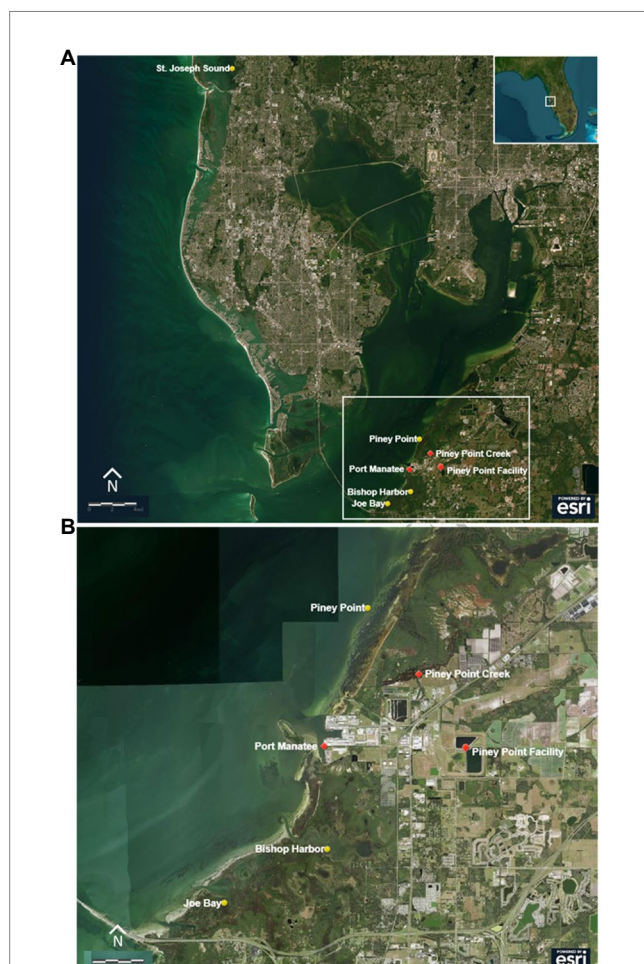 A
St. Joseph Sound
Piney Point
Piney Point Creek
Port Manatee
Piney Point Facility
Bishop Harbor
Joe Bay
N
POWERED BY
esri
B
Piney Point
Piney Point Creek
Port Manatee
Piney Point Facility
Bishop Harbor
Joe Bay
N
POWERED BY
esri